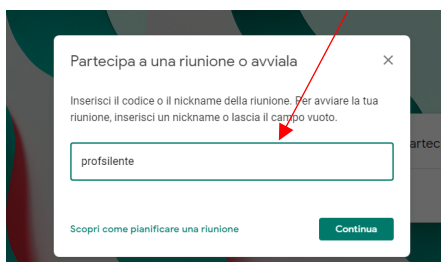 Partecipa a una riunione o avviala
Inserisci il codice o il nickname della riunione. Per avviare la tua
riunione, inserisci un nickname o lascia il campo vuoto.
artec
profsilente
Scopri come pianificare una riunione
Continua